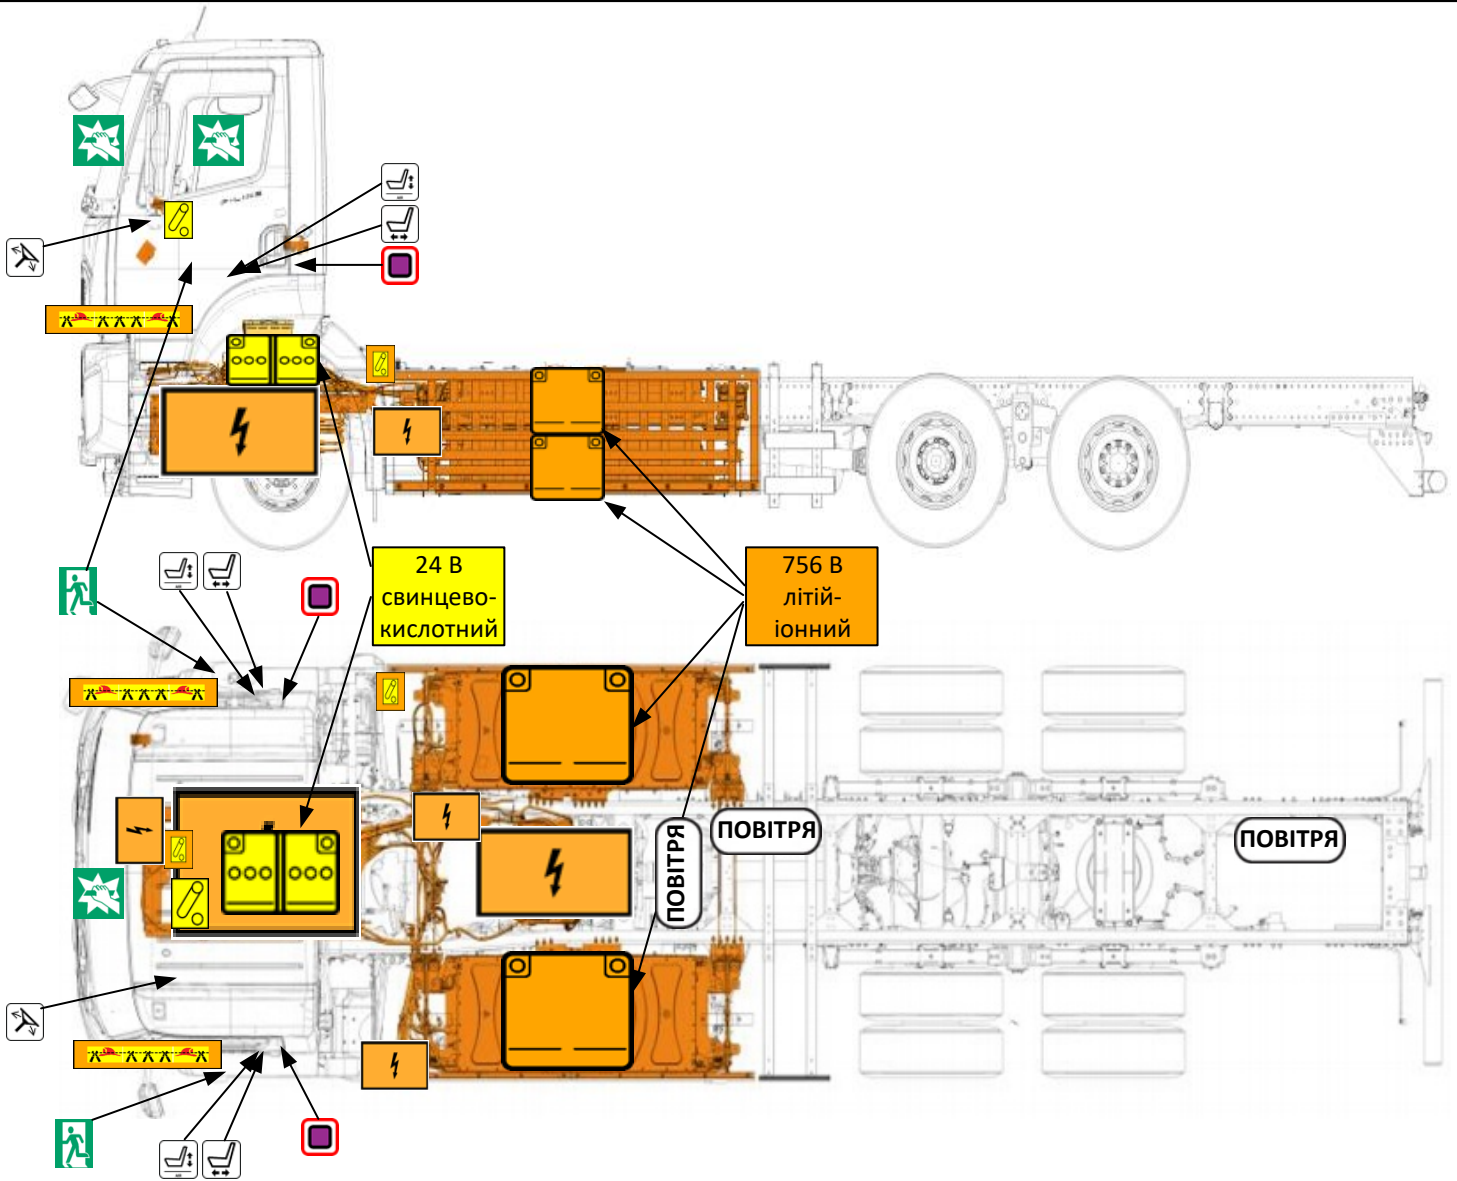 24 В
свинцево-
кислотний
756 В
літій-
іонний
ПОВІТРЯ
ПОВІТРЯ
ПОВІТРЯ